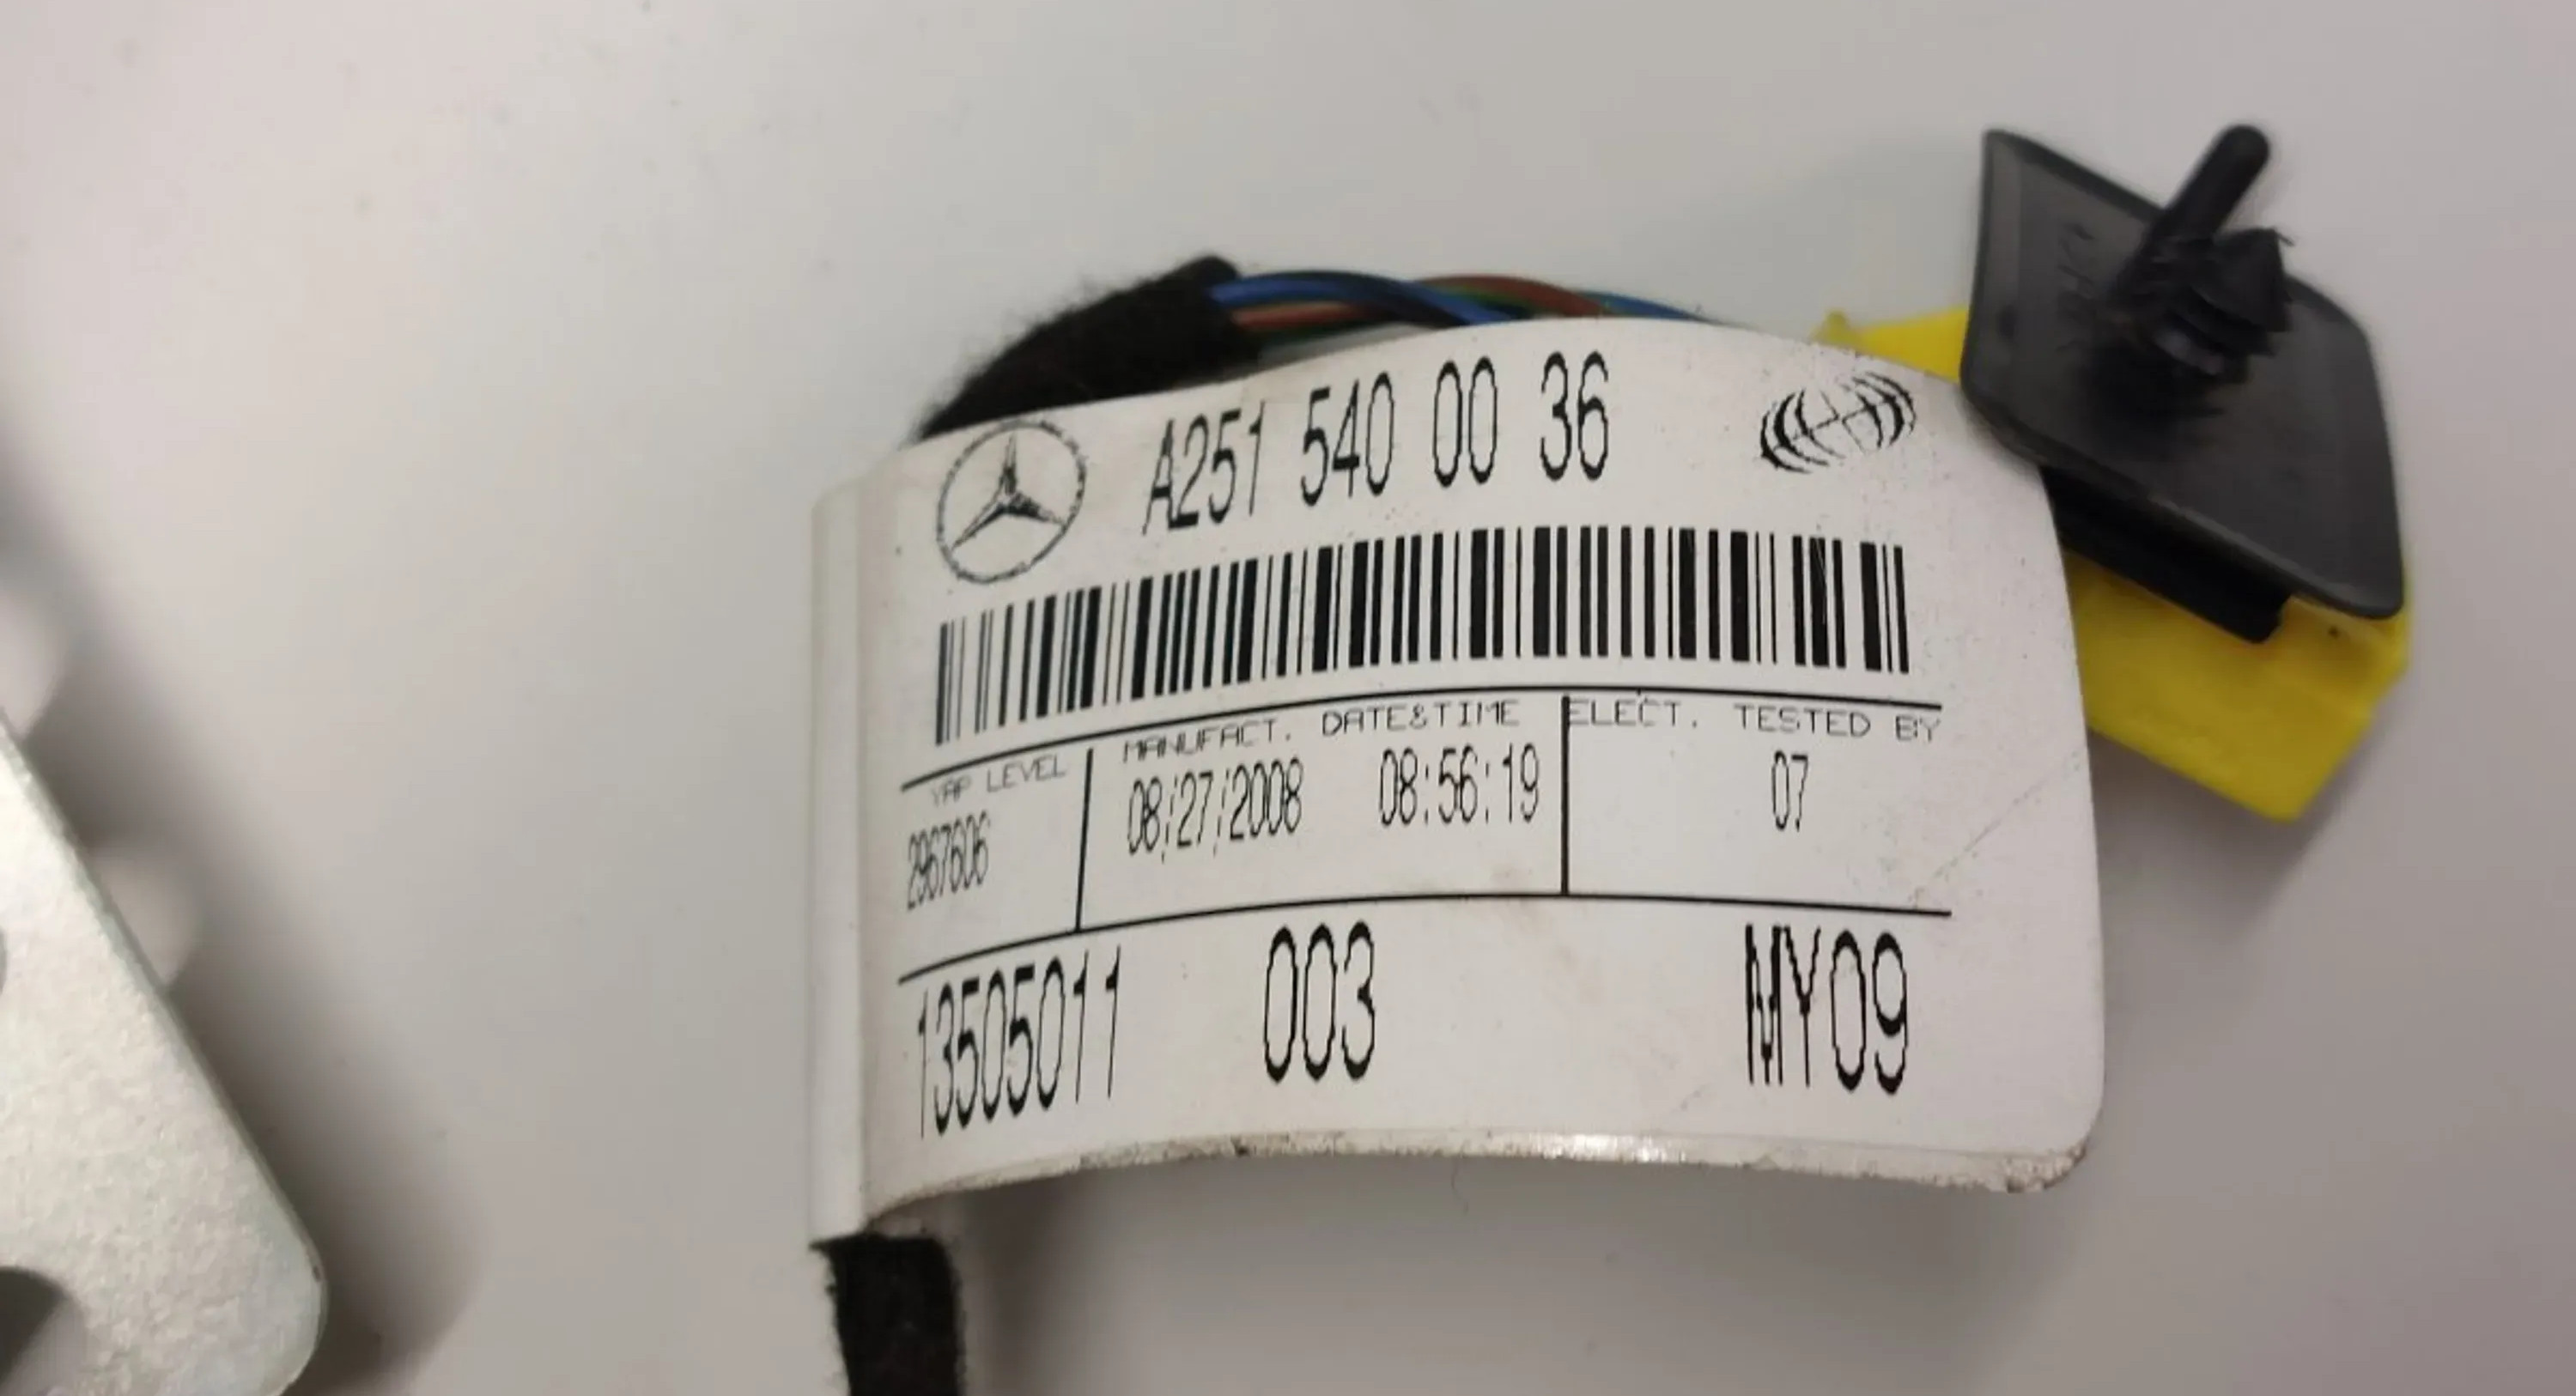 A251 540 00 36
YAP LEVEL MANUFACT. DATE&TIME ELECT. TESTED BY
2967606 08/27/2008 08:56:19 07
13505011 003 MY09